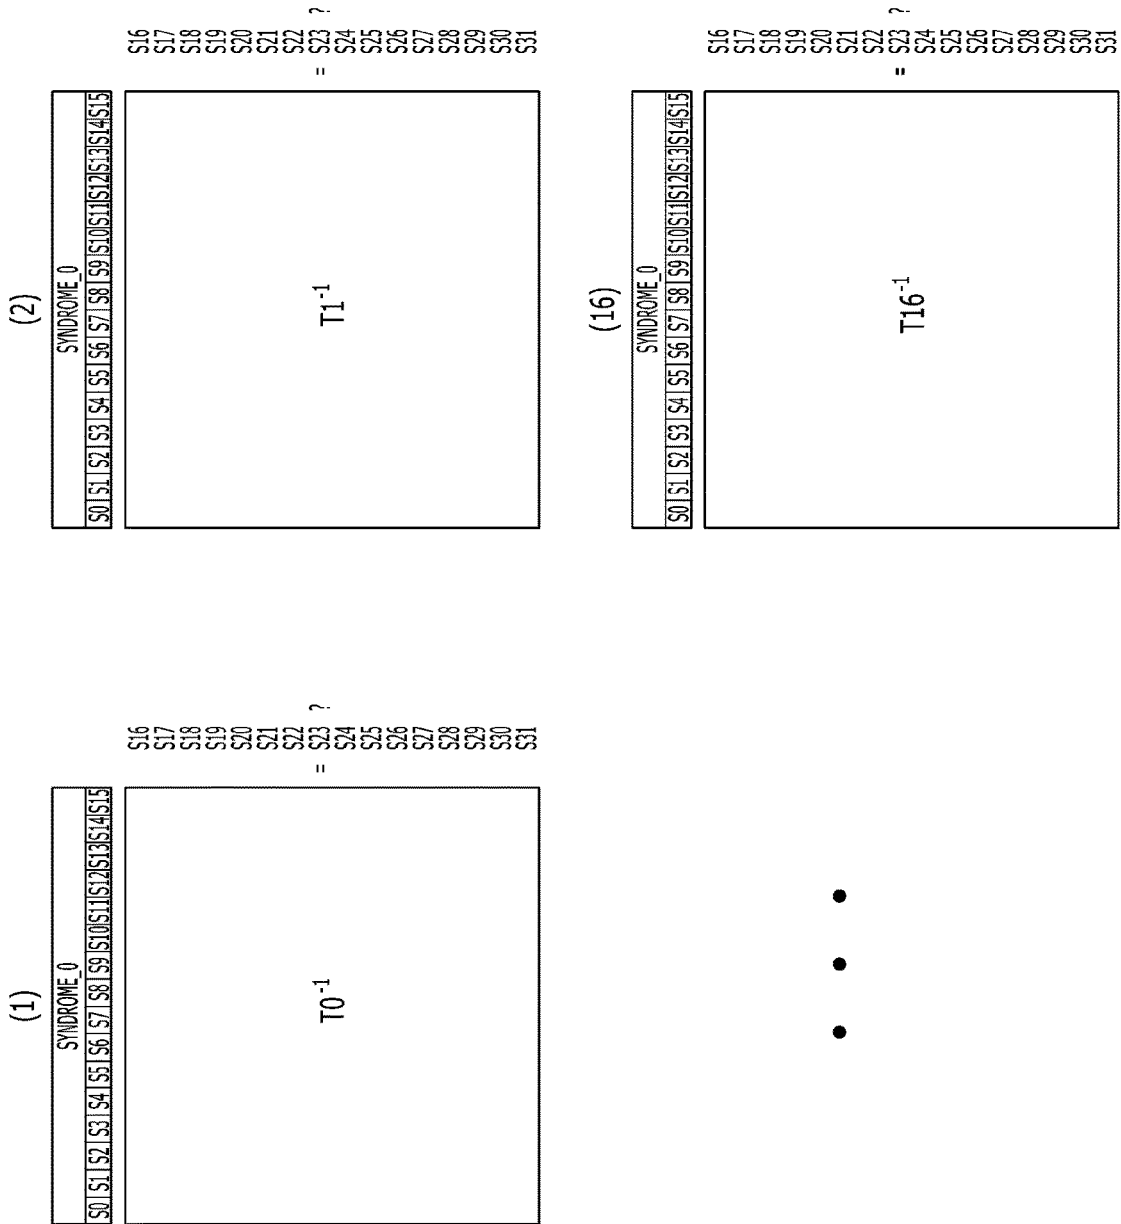 (1)
SYNDROME_0
S0 S1 S2 S3 S4 S5 S6 S7 S8 S9 S10 S11 S12 S13 S14 S15
T0⁻¹
S16
S17
S18
S19
S20
S21
S22
= S23 ?
S24
S25
S26
S27
S28
S29
S30
S31
(2)
SYNDROME_0
S0 S1 S2 S3 S4 S5 S6 S7 S8 S9 S10 S11 S12 S13 S14 S15
T1⁻¹
S16
S17
S18
S19
S20
S21
S22
= S23 ?
S24
S25
S26
S27
S28
S29
S30
S31
(16)
SYNDROME_0
S0 S1 S2 S3 S4 S5 S6 S7 S8 S9 S10 S11 S12 S13 S14 S15
T16⁻¹
S16
S17
S18
S19
S20
S21
S22
= S23 ?
S24
S25
S26
S27
S28
S29
S30
S31